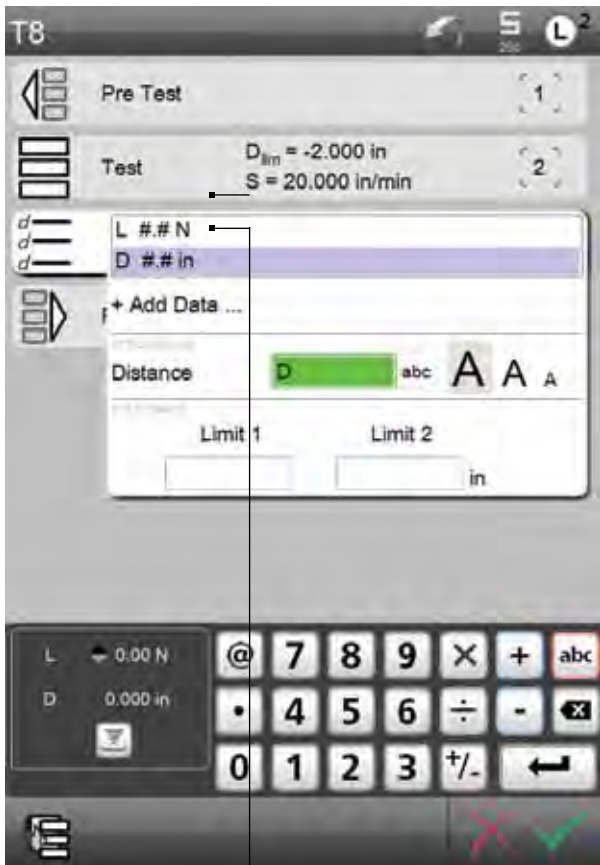 T8
S
L 2
Pre Test 1
Test
Dlim = -2.000 in
S = 20.000 in/min
2
d
d
d
L #.# N
D #.# in
+ Add Data ...
Distance D abc A A A
Limit 1 Limit 2
in
L 0.00 N
D 0.000 in
@ 7 8 9 × + abc
• 4 5 6 ÷ -
0 1 2 3 +/-